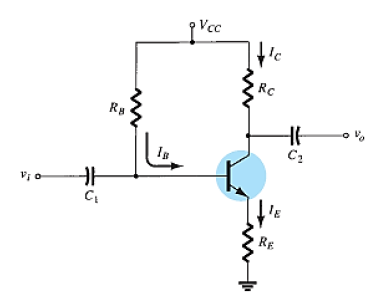 V_CC
I_C
R_C
R_B
I_B
C_2
v_o
v_i
C_1
I_E
R_E